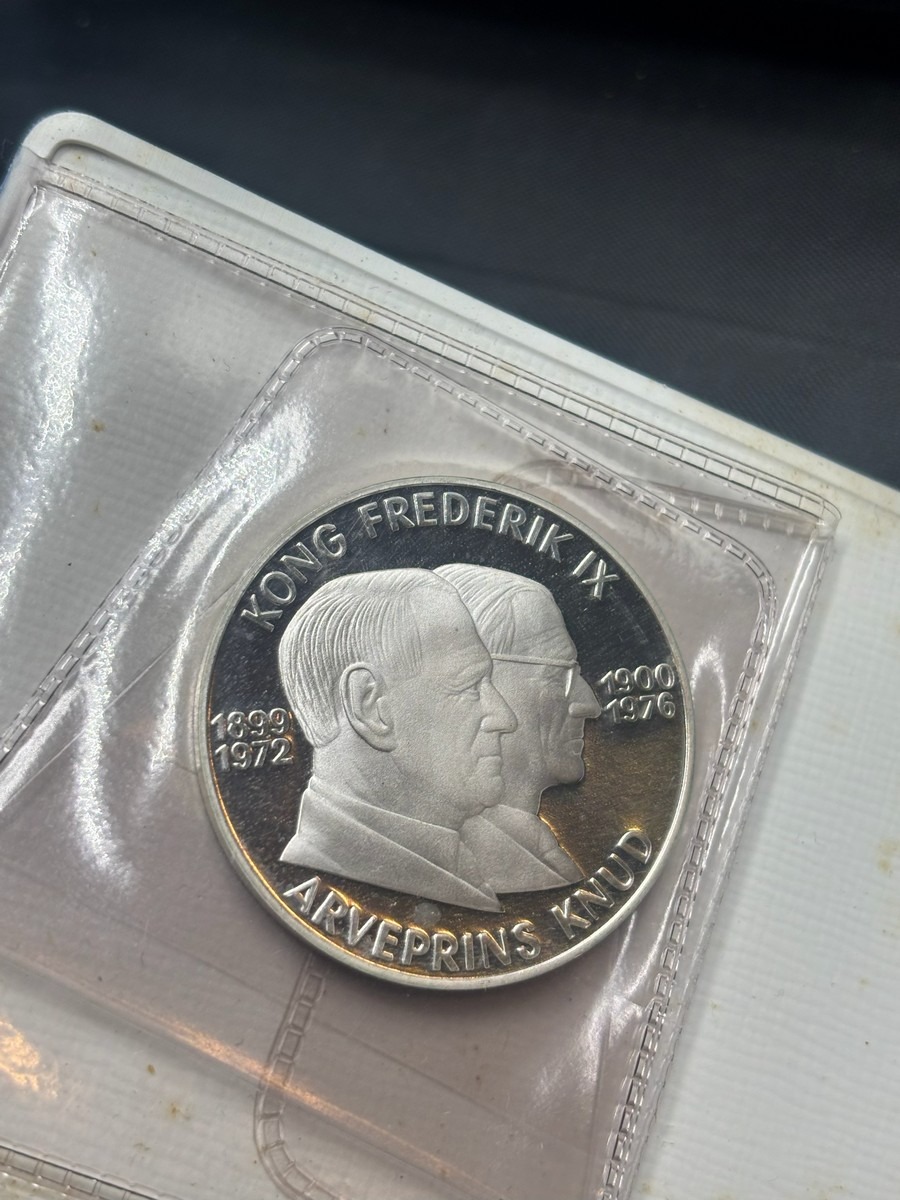 KONG FREDERIK IX
1899
1972
1900
1976
ARVEPRINS KNUD